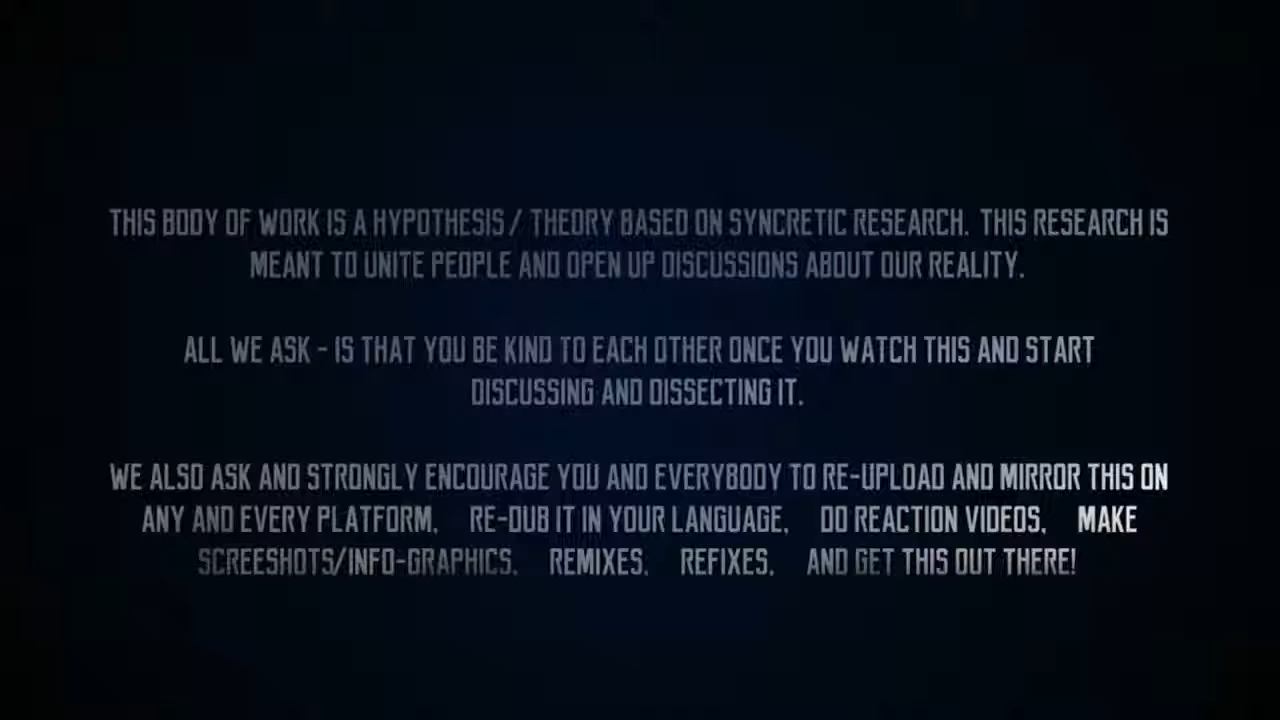 THIS BODY OF WORK IS A HYPOTHESIS / THEORY BASED ON SYNCRETIC RESEARCH. THIS RESEARCH IS
MEANT TO UNITE PEOPLE AND OPEN UP DISCUSSIONS ABOUT OUR REALITY.
ALL WE ASK - IS THAT YOU BE KIND TO EACH OTHER ONCE YOU WATCH THIS AND START
DISCUSSING AND DISSECTING IT.
WE ALSO ASK AND STRONGLY ENCOURAGE YOU AND EVERYBODY TO RE-UPLOAD AND MIRROR THIS ON
ANY AND EVERY PLATFORM, RE-DUB IT IN YOUR LANGUAGE, DO REACTION VIDEOS, MAKE
SCREESHOTS/INFO-GRAPHICS, REMIXES, REFIXES, AND GET THIS OUT THERE!